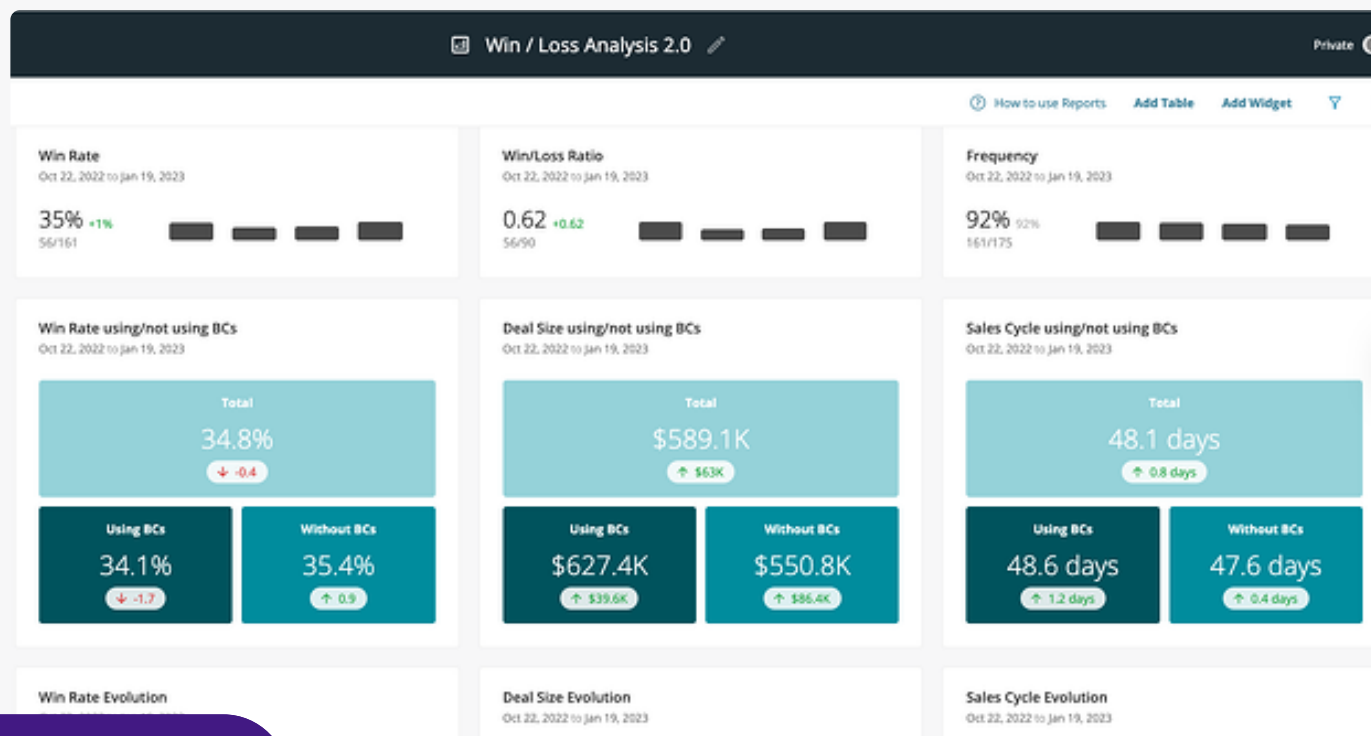 Win / Loss Analysis 2.0
Private
How to use Reports Add Table Add Widget
Win Rate
Oct 22, 2022 to Jan 19, 2023
35% +1%
56/161
Win/Loss Ratio
Oct 22, 2022 to Jan 19, 2023
0.62 +0.62
56/90
Frequency
Oct 22, 2022 to Jan 19, 2023
92% 92%
161/175
Win Rate using/not using BCs
Oct 22, 2022 to Jan 19, 2023
Total
34.8%
-0.4
Using BCs
34.1%
-1.7
Without BCs
35.4%
0.9
Deal Size using/not using BCs
Oct 22, 2022 to Jan 19, 2023
Total
$589.1K
$63K
Using BCs
$627.4K
$39.6K
Without BCs
$550.8K
$86.4K
Sales Cycle using/not using BCs
Oct 22, 2022 to Jan 19, 2023
Total
48.1 days
0.8 days
Using BCs
48.6 days
1.2 days
Without BCs
47.6 days
0.4 days
Win Rate Evolution
Deal Size Evolution
Oct 22, 2022 to Jan 19, 2023
Sales Cycle Evolution
Oct 22, 2022 to Jan 19, 2023